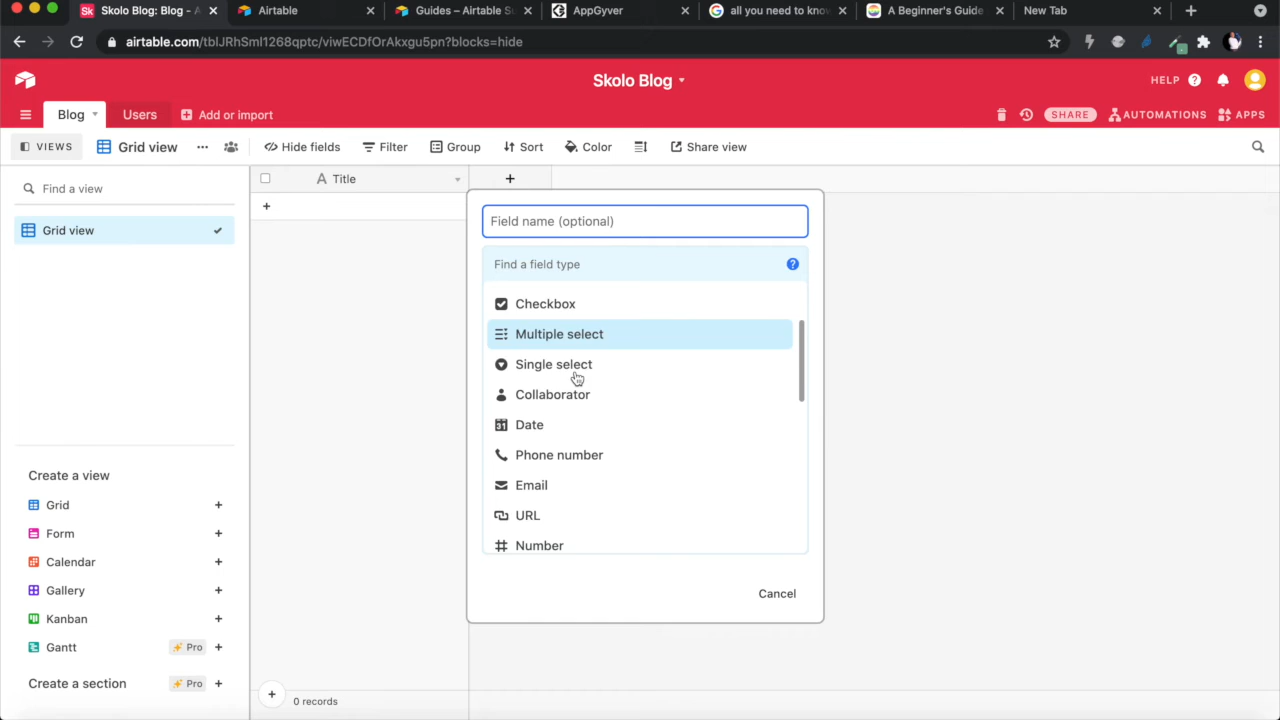 Sk Skolo Blog: Blog - A
Airtable
Guides – Airtable Su
AppGyver
all you need to know
A Beginner's Guide
New Tab
airtable.com/tblJRhSml1268qptc/viwECDfOrAkxgu5pn?blocks=hide
Skolo Blog
HELP
Blog
Users
Add or import
SHARE
AUTOMATIONS
APPS
VIEWS
Grid view
Hide fields
Filter
Group
Sort
Color
Share view
Find a view
Title
Grid view
Field name (optional)
Find a field type
Checkbox
Multiple select
Single select
Collaborator
Date
Phone number
Email
URL
Number
Cancel
Create a view
Grid
Form
Calendar
Gallery
Kanban
Gantt
Pro
Create a section
Pro
0 records